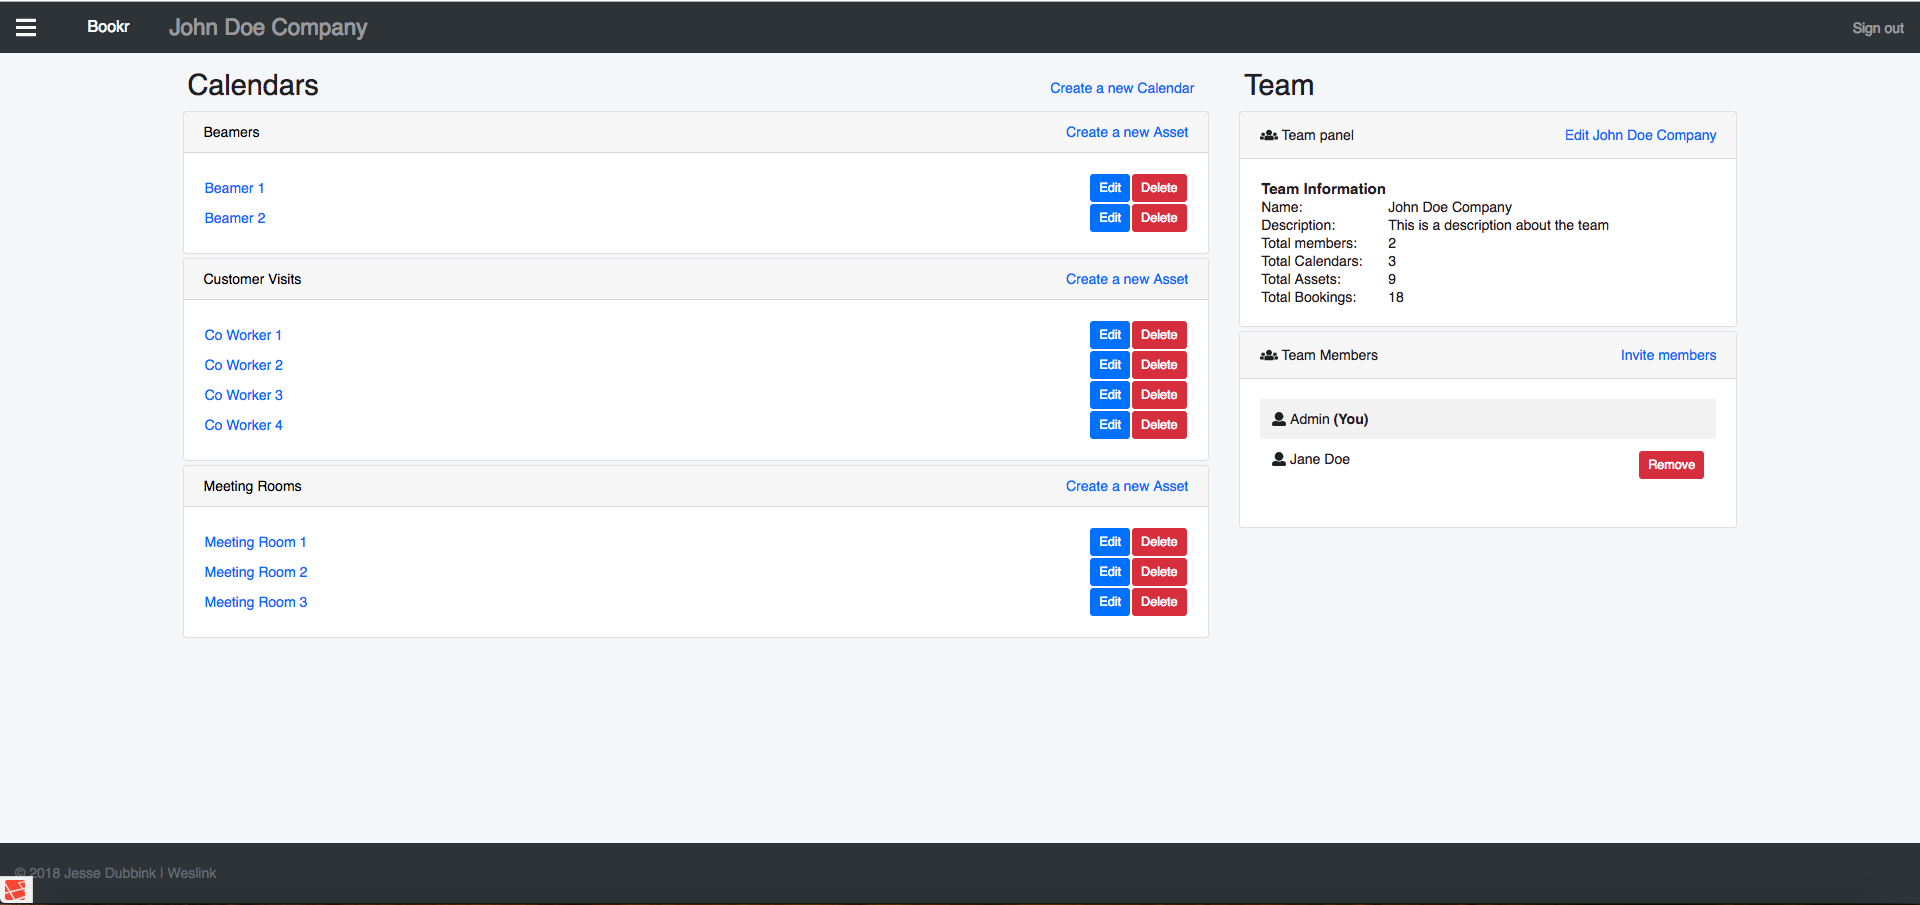 Bookr John Doe Company Sign out
Calendars
Create a new Calendar
Beamers Create a new Asset
Beamer 1 Edit Delete
Beamer 2 Edit Delete
Customer Visits Create a new Asset
Co Worker 1 Edit Delete
Co Worker 2 Edit Delete
Co Worker 3 Edit Delete
Co Worker 4 Edit Delete
Meeting Rooms Create a new Asset
Meeting Room 1 Edit Delete
Meeting Room 2 Edit Delete
Meeting Room 3 Edit Delete
Team
Team panel Edit John Doe Company
Team Information
Name: John Doe Company
Description: This is a description about the team
Total members: 2
Total Calendars: 3
Total Assets: 9
Total Bookings: 18
Team Members Invite members
Admin (You)
Jane Doe Remove
© 2018 Jesse Dubbink | Weslink